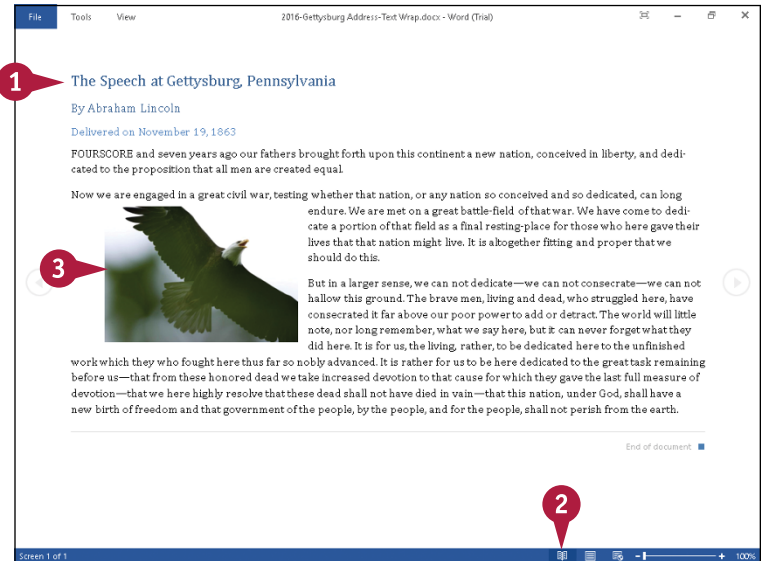 File Tools View 2016-Gettysburg Address-Text Wrap.docx - Word (Trial)
1
The Speech at Gettysburg, Pennsylvania
By Abraham Lincoln
Delivered on November 19, 1863
FOURSCORE and seven years ago our fathers brought forth upon this continent a new nation, conceived in liberty, and dedi-
cated to the proposition that all men are created equal.
Now we are engaged in a great civil war, testing whether that nation, or any nation so conceived and so dedicated, can long
endure. We are met on a great battle-field of that war. We have come to dedi-
cate a portion of that field as a final resting-place for those who here gave their
lives that that nation might live. It is altogether fitting and proper that we
should do this.
3
But in a larger sense, we can not dedicate—we can not consecrate—we can not
hallow this ground. The brave men, living and dead, who struggled here, have
consecrated it far above our poor power to add or detract. The world will little
note, nor long remember, what we say here, but it can never forget what they
did here. It is for us, the living, rather, to be dedicated here to the unfinished
work which they who fought here thus far so nobly advanced. It is rather for us to be here dedicated to the great task remaining
before us—that from these honored dead we take increased devotion to that cause for which they gave the last full measure of
devotion—that we here highly resolve that these dead shall not have died in vain—that this nation, under God, shall have a
new birth of freedom and that government of the people, by the people, and for the people, shall not perish from the earth.
End of document
2
Screen 1 of 1 100%